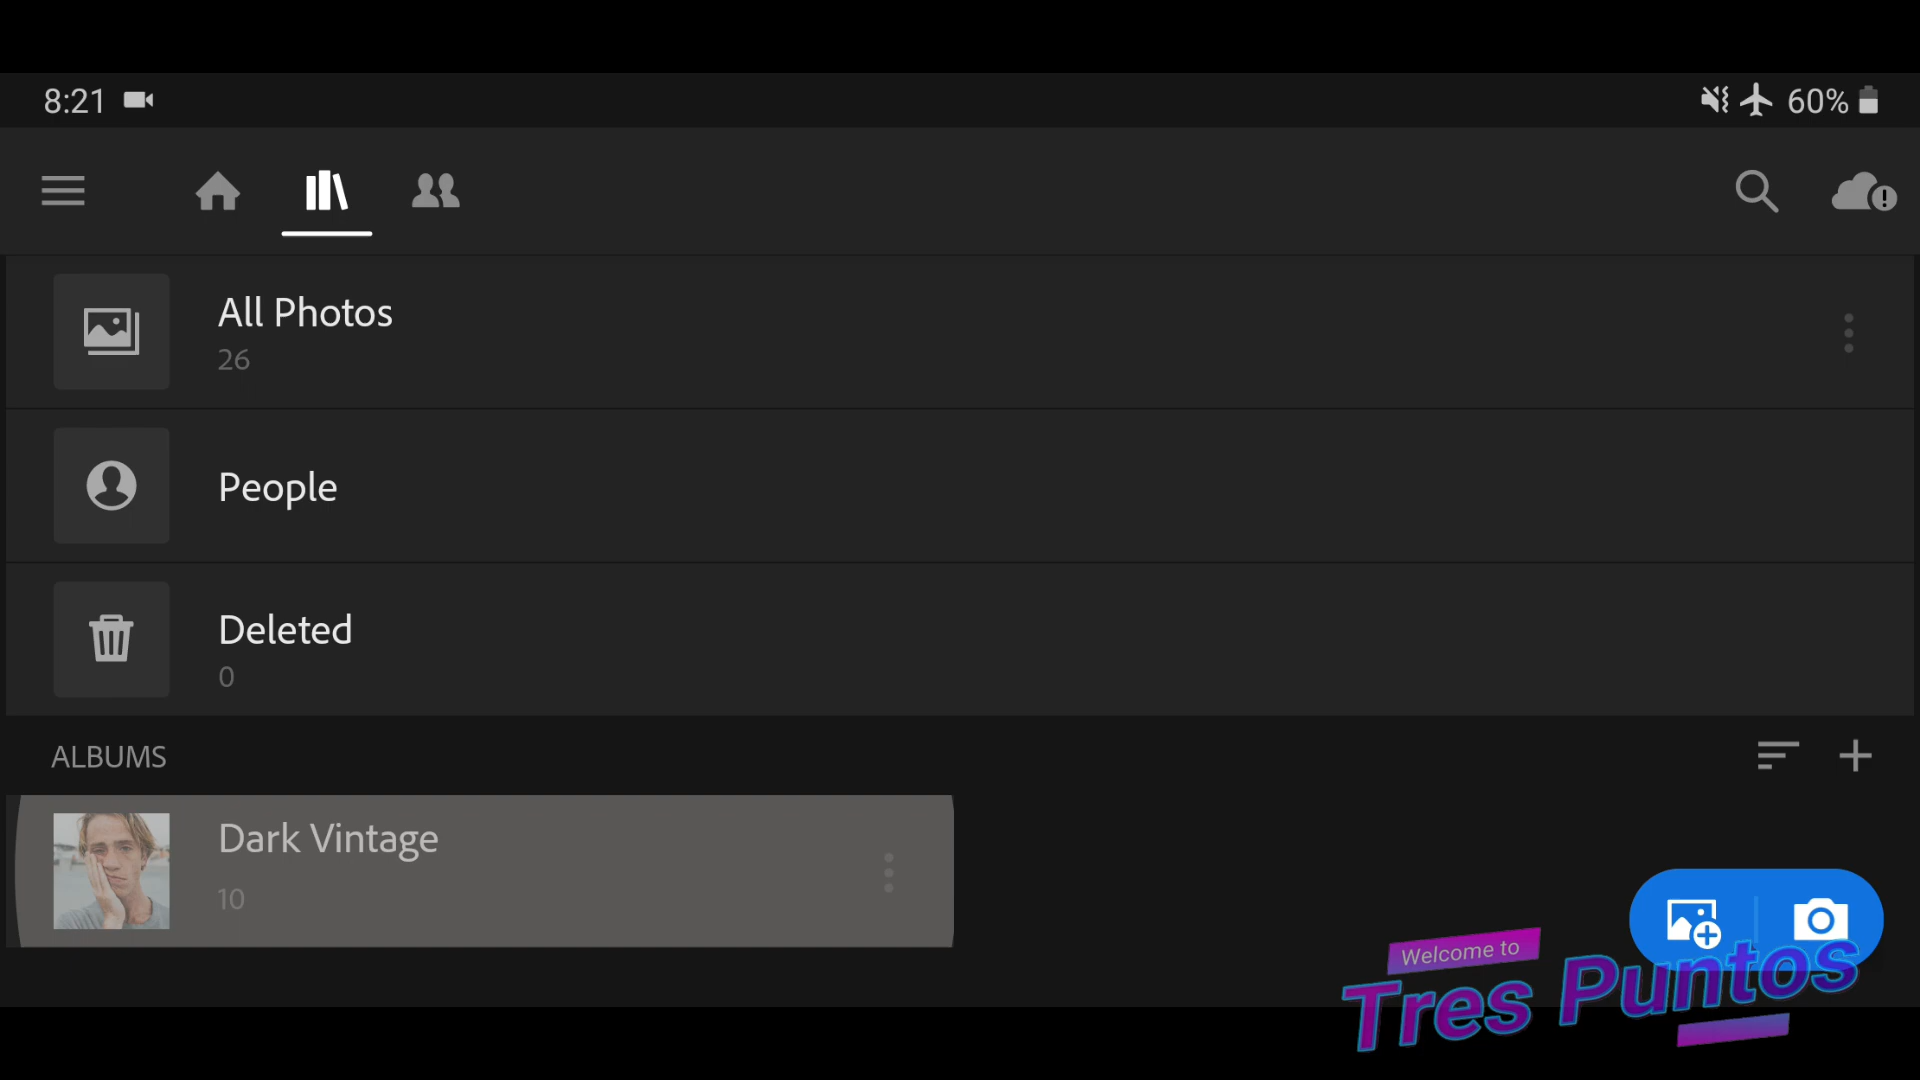 8:21
60%
All Photos
26
People
Deleted
0
ALBUMS
Dark Vintage
10
Welcome to
Tres Puntos